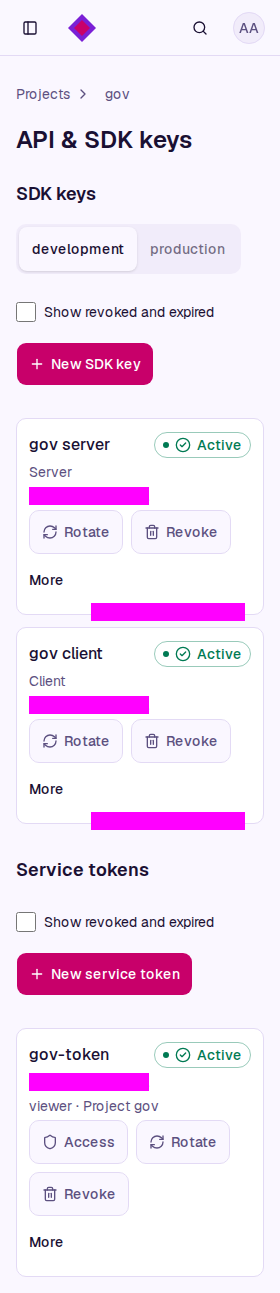 AA
Projects > gov
API & SDK keys
SDK keys
development production
Show revoked and expired
+ New SDK key
gov server Active
Server
Rotate Revoke
More
gov client Active
Client
Rotate Revoke
More
Service tokens
Show revoked and expired
+ New service token
gov-token Active
viewer · Project gov
Access Rotate
Revoke
More